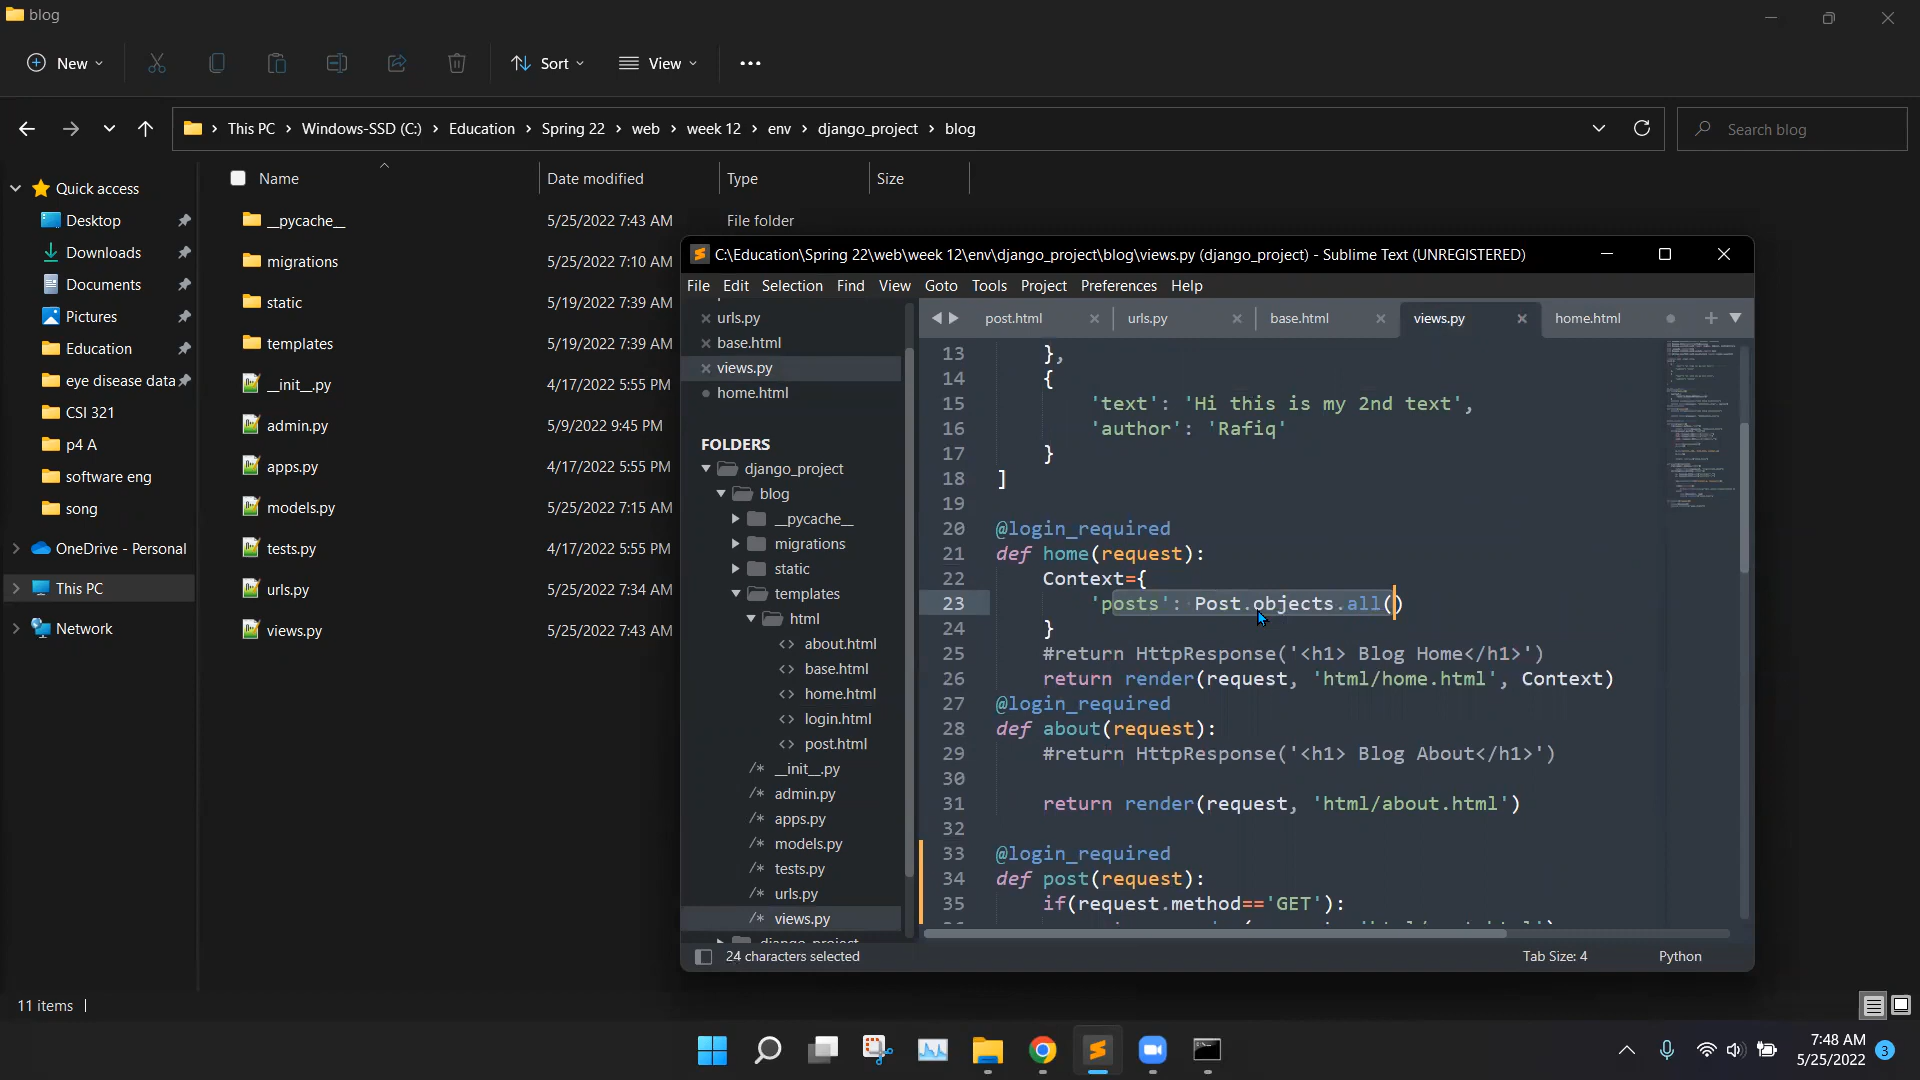 blog
New
Sort
View
This PC
Windows-SSD (C:)
Education
Spring 22
web
week 12
env
django_project
blog
Search blog
Quick access
Desktop
Downloads
Documents
Pictures
Education
eye disease data
CSI 321
p4 A
software eng
song
OneDrive - Personal
This PC
Network
Name Date modified Type Size
__pycache__ 5/25/2022 7:43 AM File folder
migrations 5/25/2022 7:10 AM
static 5/19/2022 7:39 AM
templates 5/19/2022 7:39 AM
__init__.py 4/17/2022 5:55 PM
admin.py 5/9/2022 9:45 PM
apps.py 4/17/2022 5:55 PM
models.py 5/25/2022 7:15 AM
tests.py 4/17/2022 5:55 PM
urls.py 5/25/2022 7:34 AM
views.py 5/25/2022 7:43 AM
C:\Education\Spring 22\web\week 12\env\django_project\blog\views.py (django_project) - Sublime Text (UNREGISTERED)
File Edit Selection Find View Goto Tools Project Preferences Help
urls.py
base.html
views.py
home.html
FOLDERS
django_project
blog
__pycache__
migrations
static
templates
html
about.html
base.html
home.html
login.html
post.html
/* __init__.py
/* admin.py
/* apps.py
/* models.py
/* tests.py
/* urls.py
/* views.py
post.html urls.py base.html views.py home.html
13 },
14 {
15 'text': 'Hi this is my 2nd text',
16 'author': 'Rafiq'
17 }
18 ]
19
20 @login_required
21 def home(request):
22 Context={
23 'posts': Post.objects.all()
24 }
25 #return HttpResponse('<h1> Blog Home</h1>')
26 return render(request, 'html/home.html', Context)
27 @login_required
28 def about(request):
29 #return HttpResponse('<h1> Blog About</h1>')
30
31 return render(request, 'html/about.html')
32
33 @login_required
34 def post(request):
35 if(request.method=='GET'):
24 characters selected
Tab Size: 4
Python
11 items
7:48 AM
5/25/2022
3